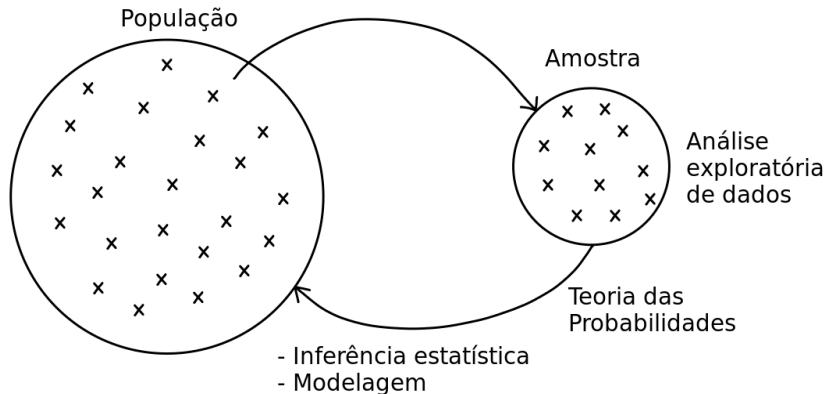 População
Amostra
Análise
exploratória
de dados
Teoria das
Probabilidades
- Inferência estatística
- Modelagem